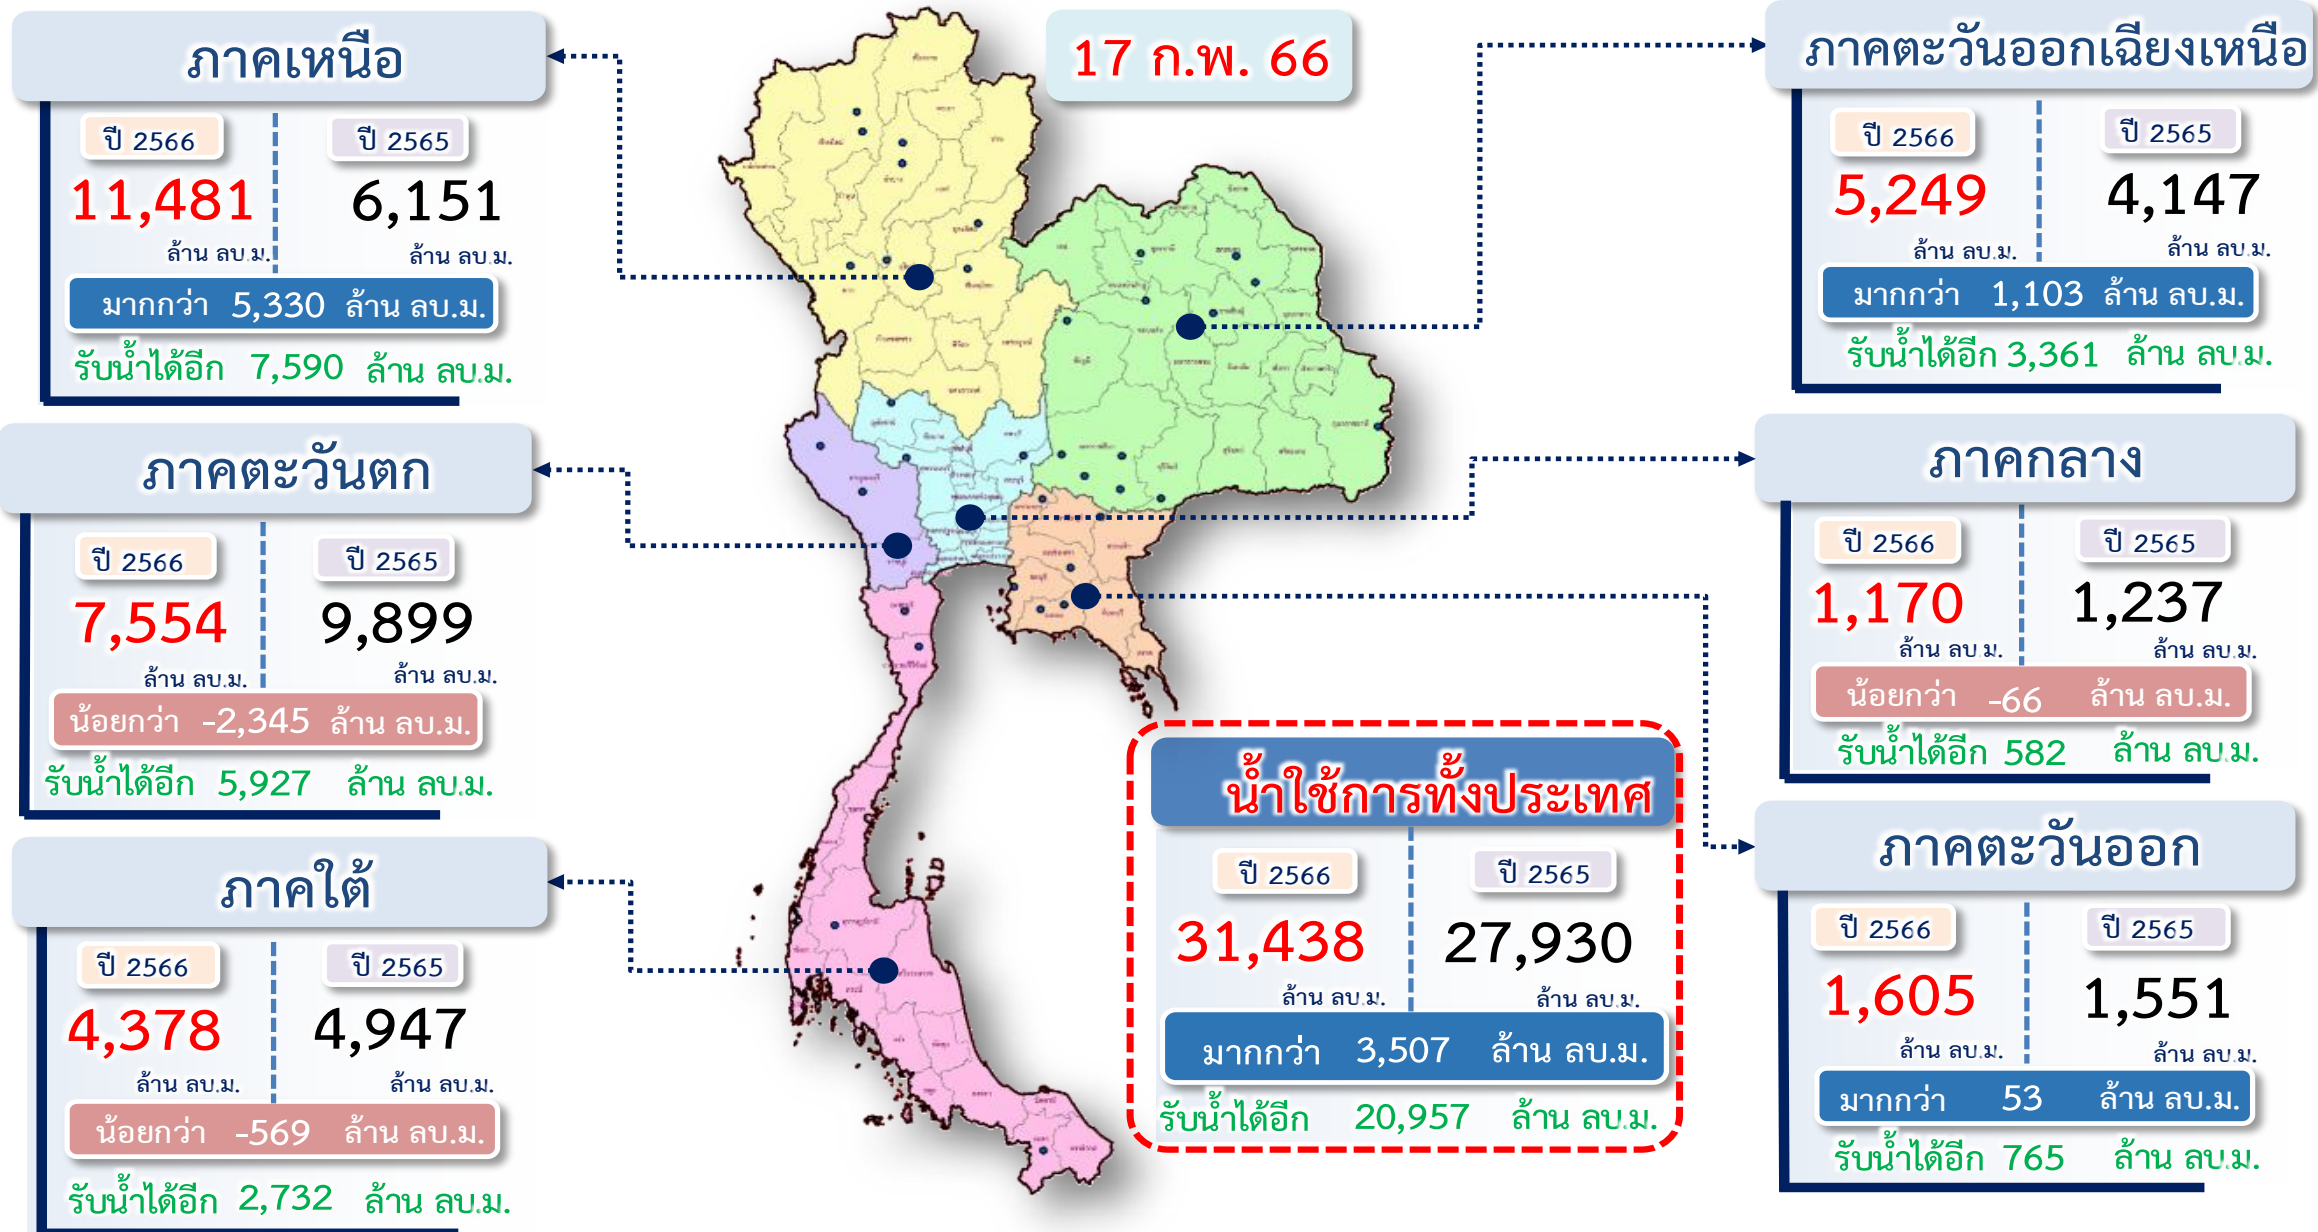 17 ก.พ. 66
ภาคเหนือ
ปี 2566
ปี 2565
11,481
6,151
ล้าน ลบ.ม.
ล้าน ลบ.ม.
มากกว่า 5,330 ล้าน ลบ.ม.
รับน้ำได้อีก 7,590 ล้าน ลบ.ม.
ภาคตะวันตก
ปี 2566
ปี 2565
7,554
9,899
ล้าน ลบ.ม.
ล้าน ลบ.ม.
น้อยกว่า -2,345 ล้าน ลบ.ม.
รับน้ำได้อีก 5,927 ล้าน ลบ.ม.
ภาคใต้
ปี 2566
ปี 2565
4,378
4,947
ล้าน ลบ.ม.
ล้าน ลบ.ม.
น้อยกว่า -569 ล้าน ลบ.ม.
รับน้ำได้อีก 2,732 ล้าน ลบ.ม.
น้ำใช้การทั้งประเทศ
ปี 2566
ปี 2565
31,438
27,930
ล้าน ลบ.ม.
ล้าน ลบ.ม.
มากกว่า 3,507 ล้าน ลบ.ม.
รับน้ำได้อีก 20,957 ล้าน ลบ.ม.
ภาคตะวันออกเฉียงเหนือ
ปี 2566
ปี 2565
5,249
4,147
ล้าน ลบ.ม.
ล้าน ลบ.ม.
มากกว่า 1,103 ล้าน ลบ.ม.
รับน้ำได้อีก 3,361 ล้าน ลบ.ม.
ภาคกลาง
ปี 2566
ปี 2565
1,170
1,237
ล้าน ลบ.ม.
ล้าน ลบ.ม.
น้อยกว่า -66 ล้าน ลบ.ม.
รับน้ำได้อีก 582 ล้าน ลบ.ม.
ภาคตะวันออก
ปี 2566
ปี 2565
1,605
1,551
ล้าน ลบ.ม.
ล้าน ลบ.ม.
มากกว่า 53 ล้าน ลบ.ม.
รับน้ำได้อีก 765 ล้าน ลบ.ม.